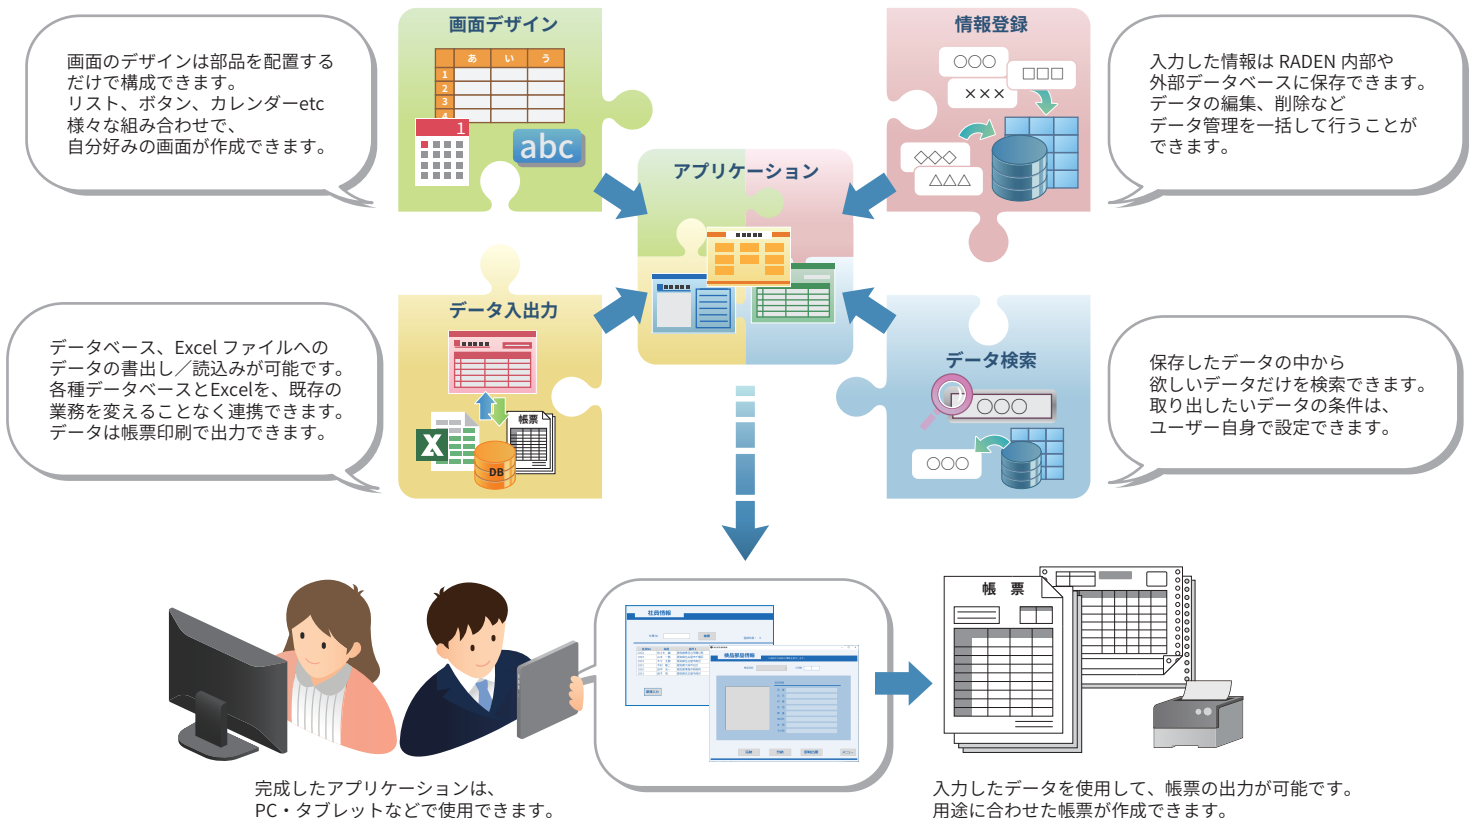 画面デザイン
画面のデザインは部品を配置する
だけで構成できます。
リスト、ボタン、カレンダーetc
様々な組み合わせで、
自分好みの画面が作成できます。
あ い う
1
2
3
4
1
abc
情報登録
○○○
□□□
×××
◇◇◇
△△△
入力した情報は RADEN 内部や
外部データベースに保存できます。
データの編集、削除など
データ管理を一括して行うことが
できます。
アプリケーション
データ入出力
データベース、Excel ファイルへの
データの書出し／読込みが可能です。
各種データベースとExcelを、既存の
業務を変えることなく連携できます。
データは帳票印刷で出力できます。
帳票
X
DB
データ検索
○○○
○○○
保存したデータの中から
欲しいデータだけを検索できます。
取り出したいデータの条件は、
ユーザー自身で設定できます。
社員情報
帳 票
完成したアプリケーションは、
PC・タブレットなどで使用できます。
入力したデータを使用して、帳票の出力が可能です。
用途に合わせた帳票が作成できます。